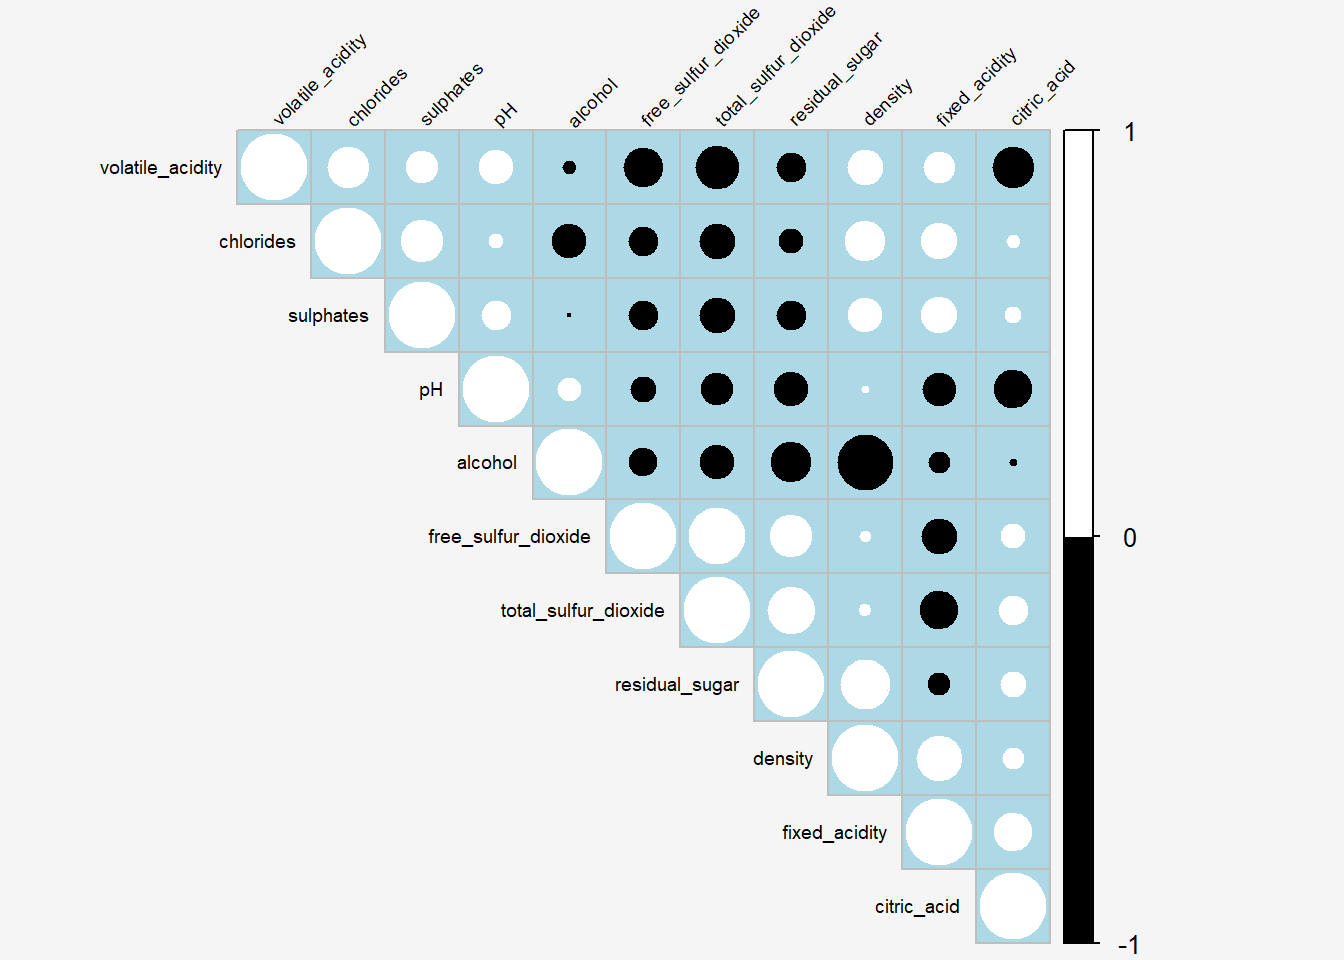 volatile_acidity
chlorides
sulphates
pH
alcohol
free_sulfur_dioxide
total_sulfur_dioxide
residual_sugar
density
fixed_acidity
citric_acid
volatile_acidity
chlorides
sulphates
pH
alcohol
free_sulfur_dioxide
total_sulfur_dioxide
residual_sugar
density
fixed_acidity
citric_acid
1
0
-1